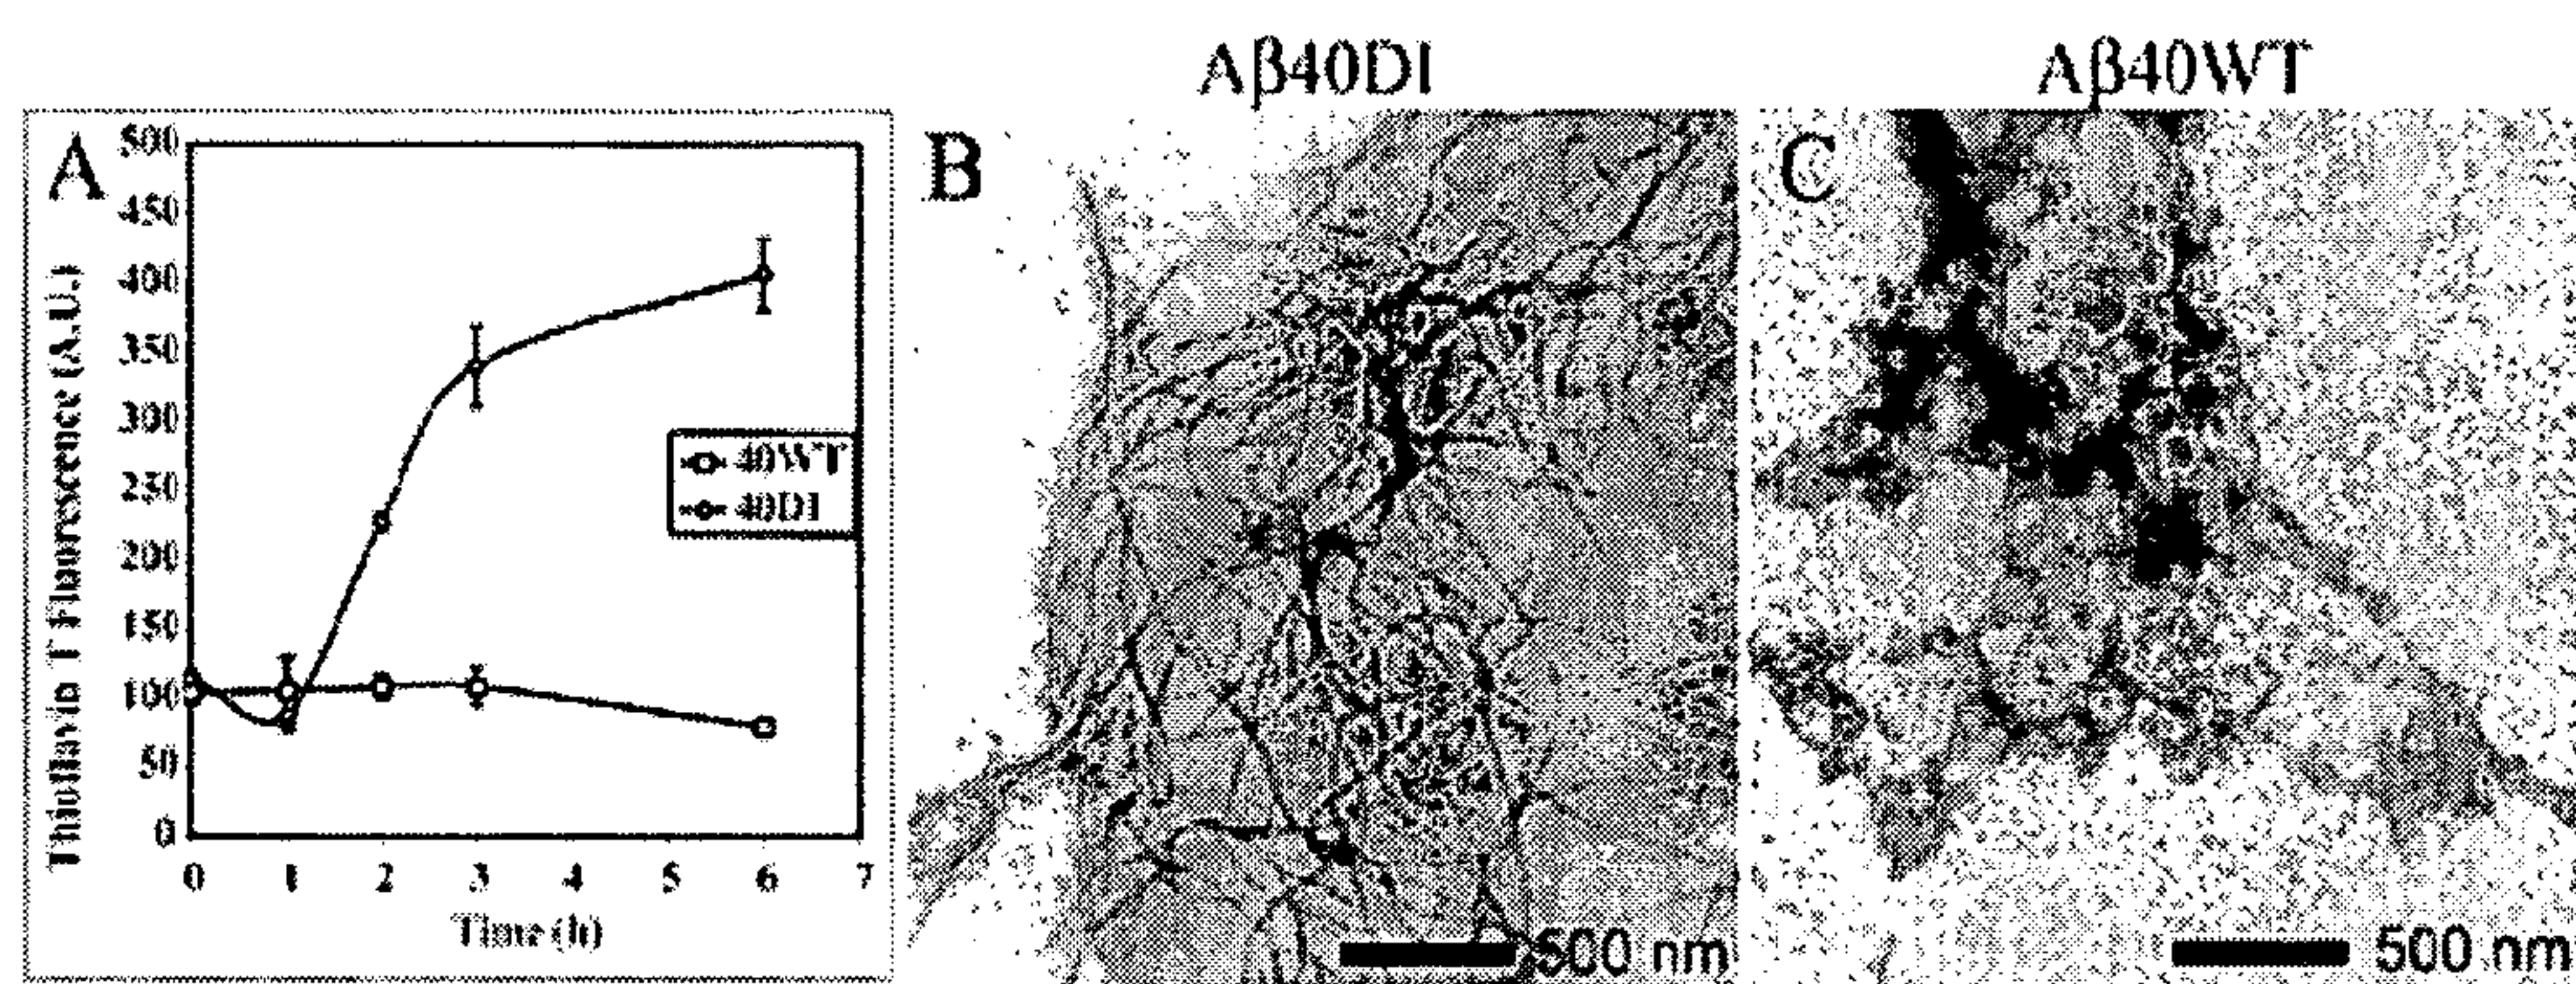 Aβ40DI
Aβ40WT
A
B
C
500
450
400
350
300
250
200
150
100
50
0
Thioflavin T Fluorescence (A.U.)
40WT
40DI
0 1 2 3 4 5 6 7
Time (h)
500 nm
500 nm